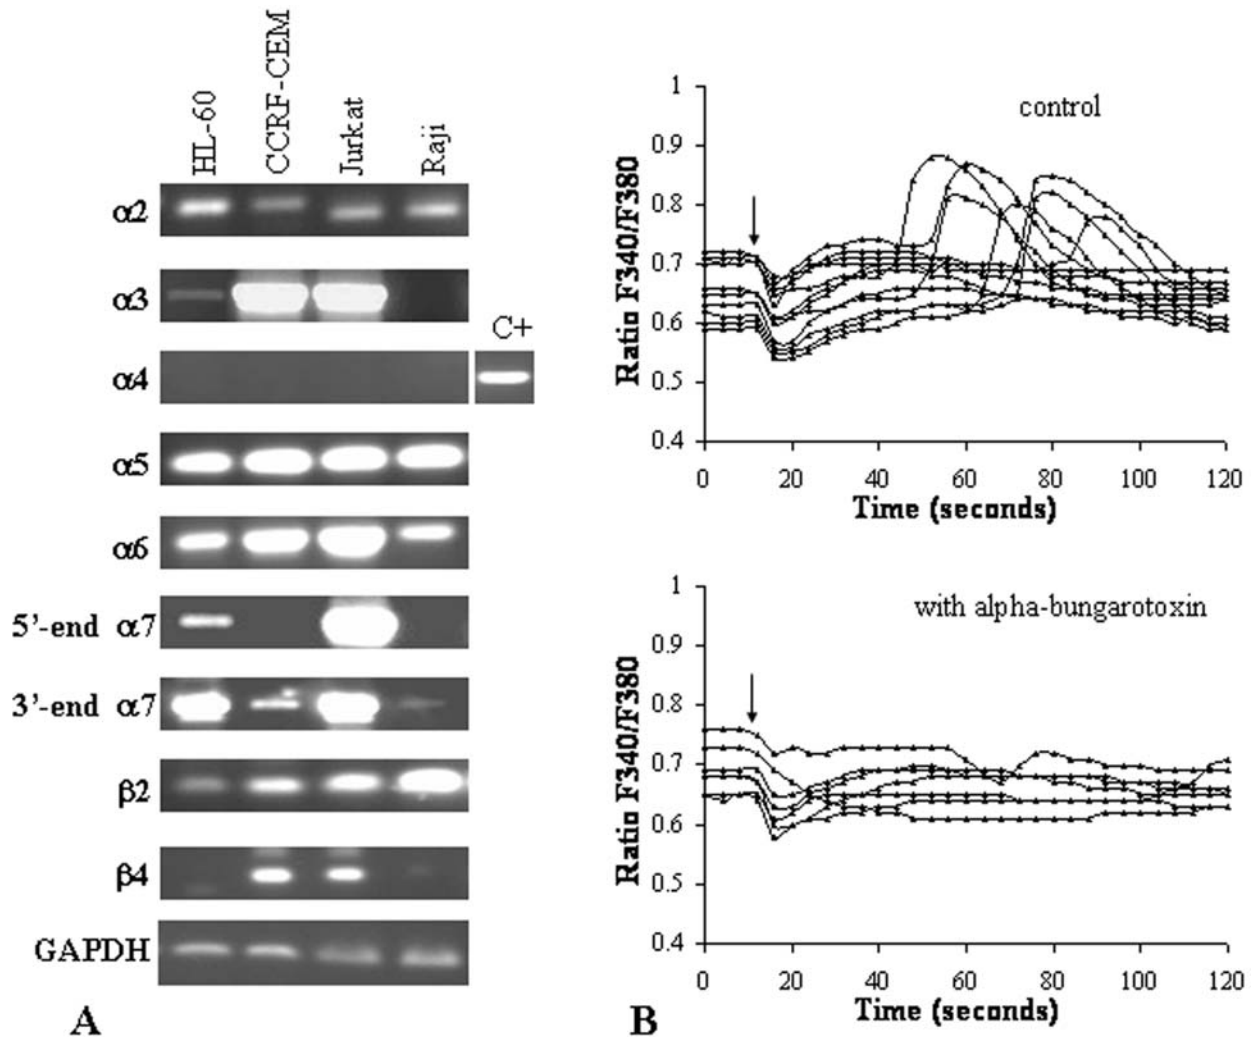 HL-60
CCRF-CEM
Jurkat
Raji
α2
α3
C+
α4
α5
α6
5’-end α7
3’-end α7
β2
β4
GAPDH
A
1
control
0.9
0.8
0.7
0.6
0.5
0.4
Ratio F340/F380
0 20 40 60 80 100 120
Time (seconds)
1
with alpha-bungarotoxin
0.9
0.8
0.7
0.6
0.5
0.4
Ratio F340/F380
0 20 40 60 80 100 120
Time (seconds)
B